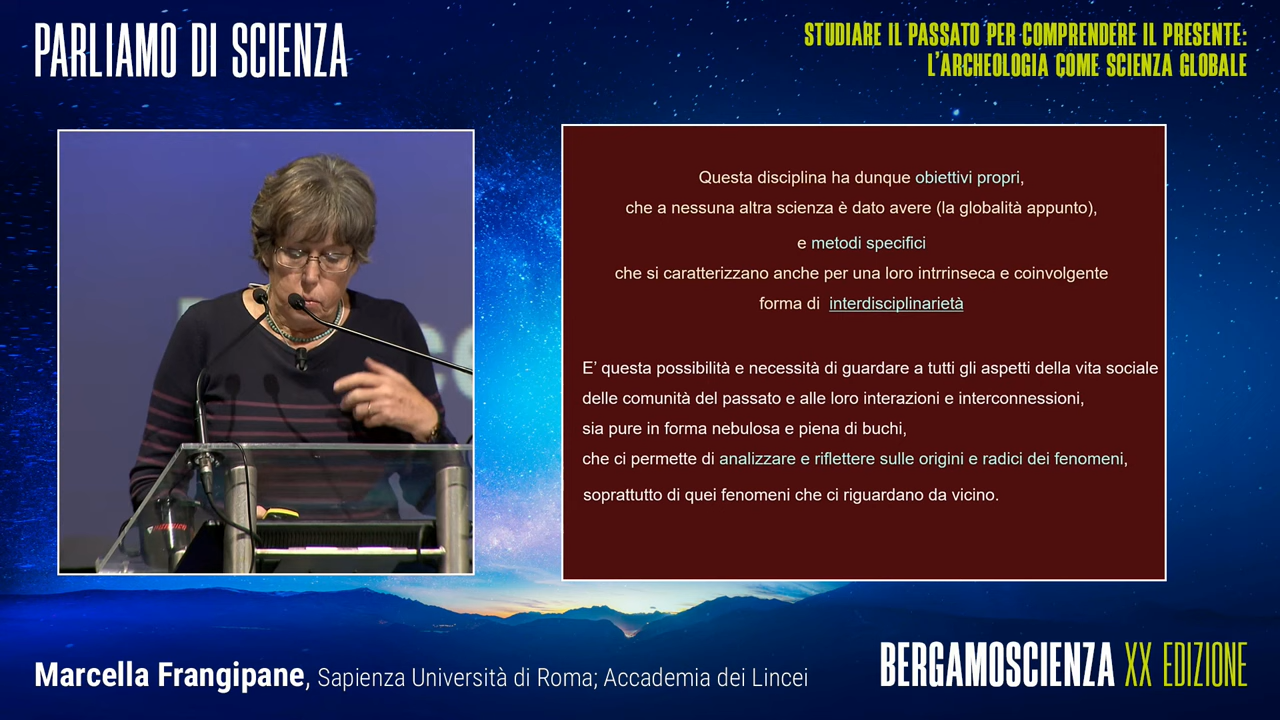 PARLIAMO DI SCIENZA
STUDIARE IL PASSATO PER COMPRENDERE IL PRESENTE:
L'ARCHEOLOGIA COME SCIENZA GLOBALE
Questa disciplina ha dunque obiettivi propri,
che a nessuna altra scienza è dato avere (la globalità appunto),
e metodi specifici
che si caratterizzano anche per una loro intrrinseca e coinvolgente
forma di interdisciplinarietà
E' questa possibilità e necessità di guardare a tutti gli aspetti della vita sociale
delle comunità del passato e alle loro interazioni e interconnessioni,
sia pure in forma nebulosa e piena di buchi,
che ci permette di analizzare e riflettere sulle origini e radici dei fenomeni,
soprattutto di quei fenomeni che ci riguardano da vicino.
Marcella Frangipane, Sapienza Università di Roma; Accademia dei Lincei
BERGAMOSCIENZA XX EDIZIONE